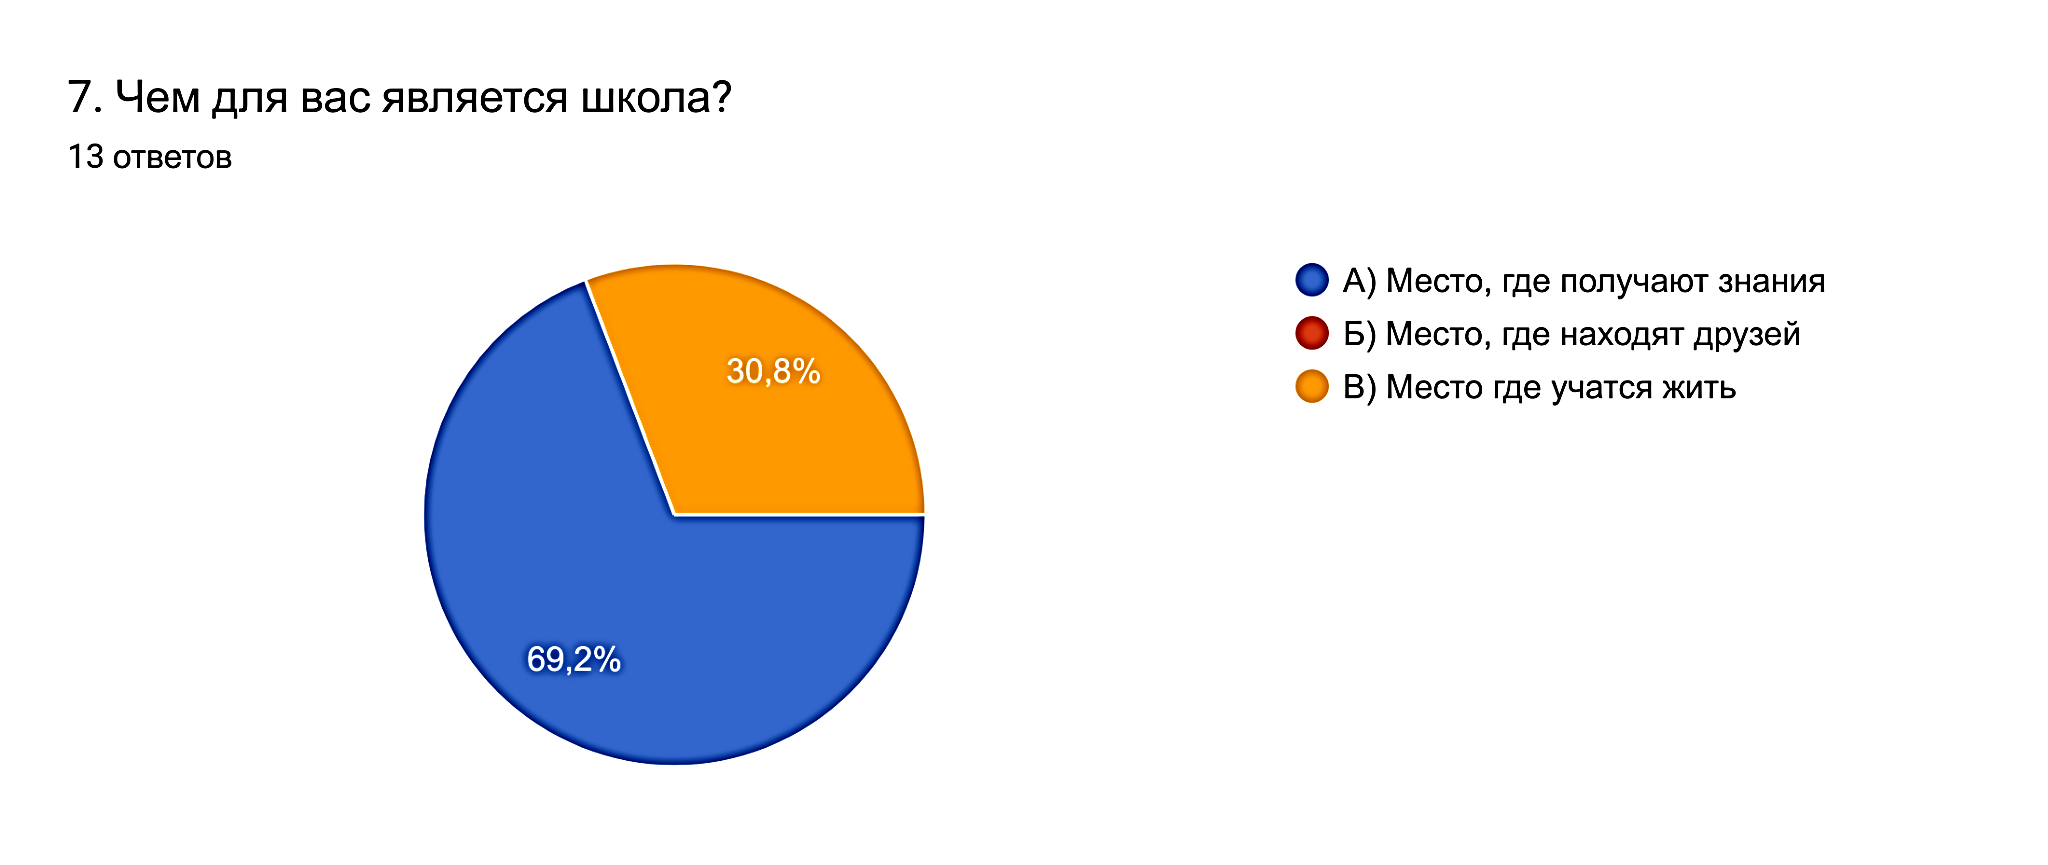 7. Чем для вас является школа?
13 ответов
30,8%
69,2%
А) Место, где получают знания
Б) Место, где находят друзей
В) Место где учатся жить